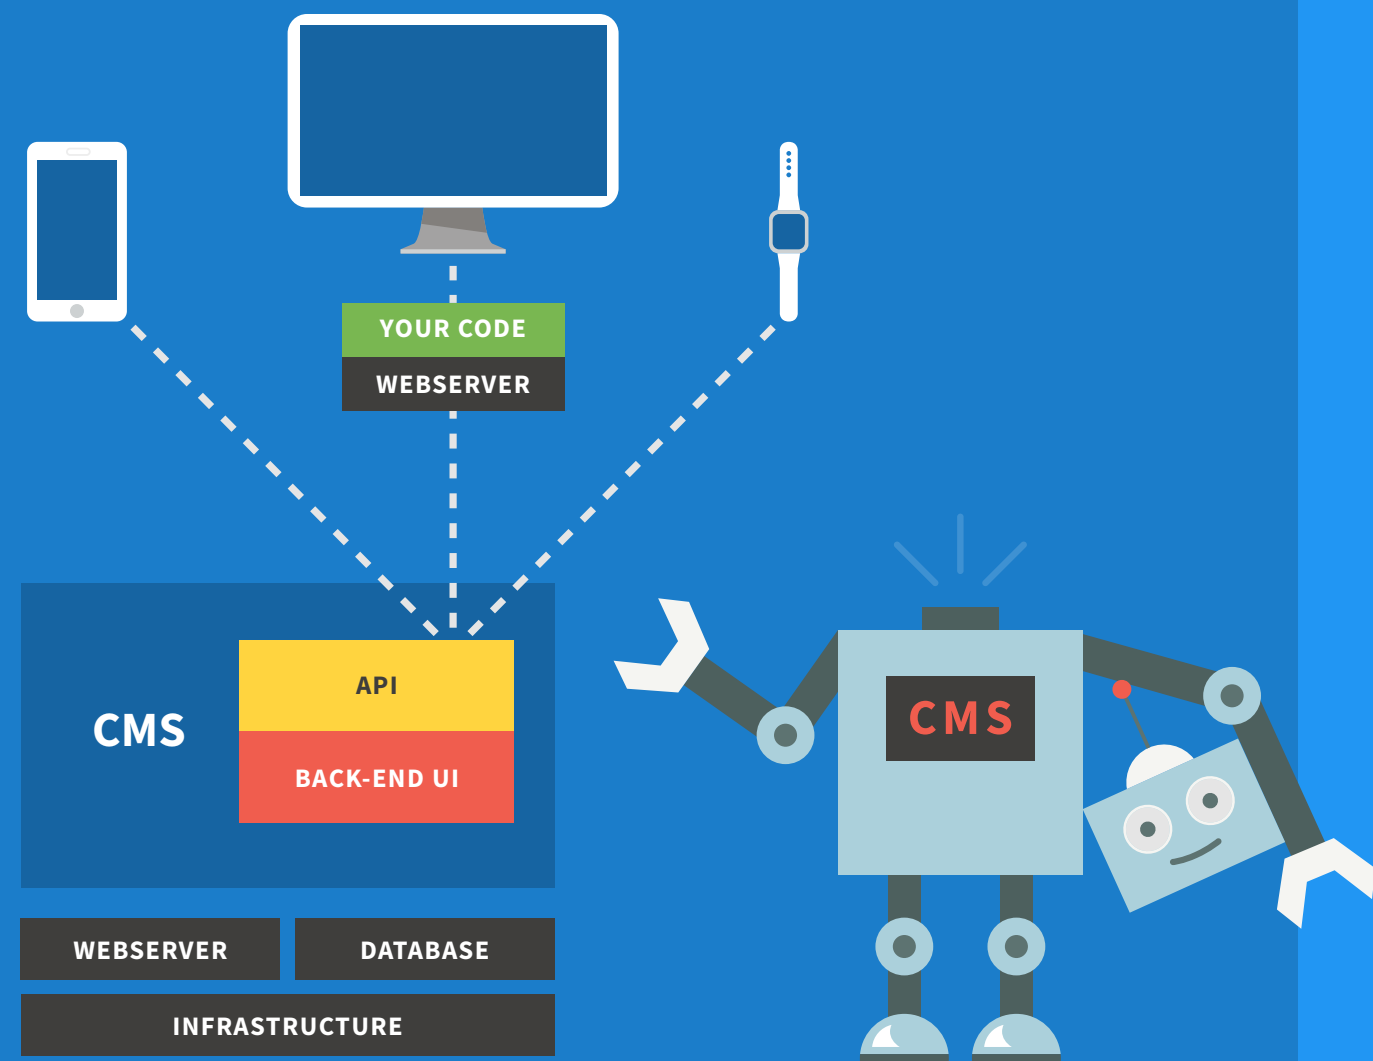 YOUR CODE
WEBSERVER
API
CMS
BACK-END UI
CMS
WEBSERVER
DATABASE
INFRASTRUCTURE